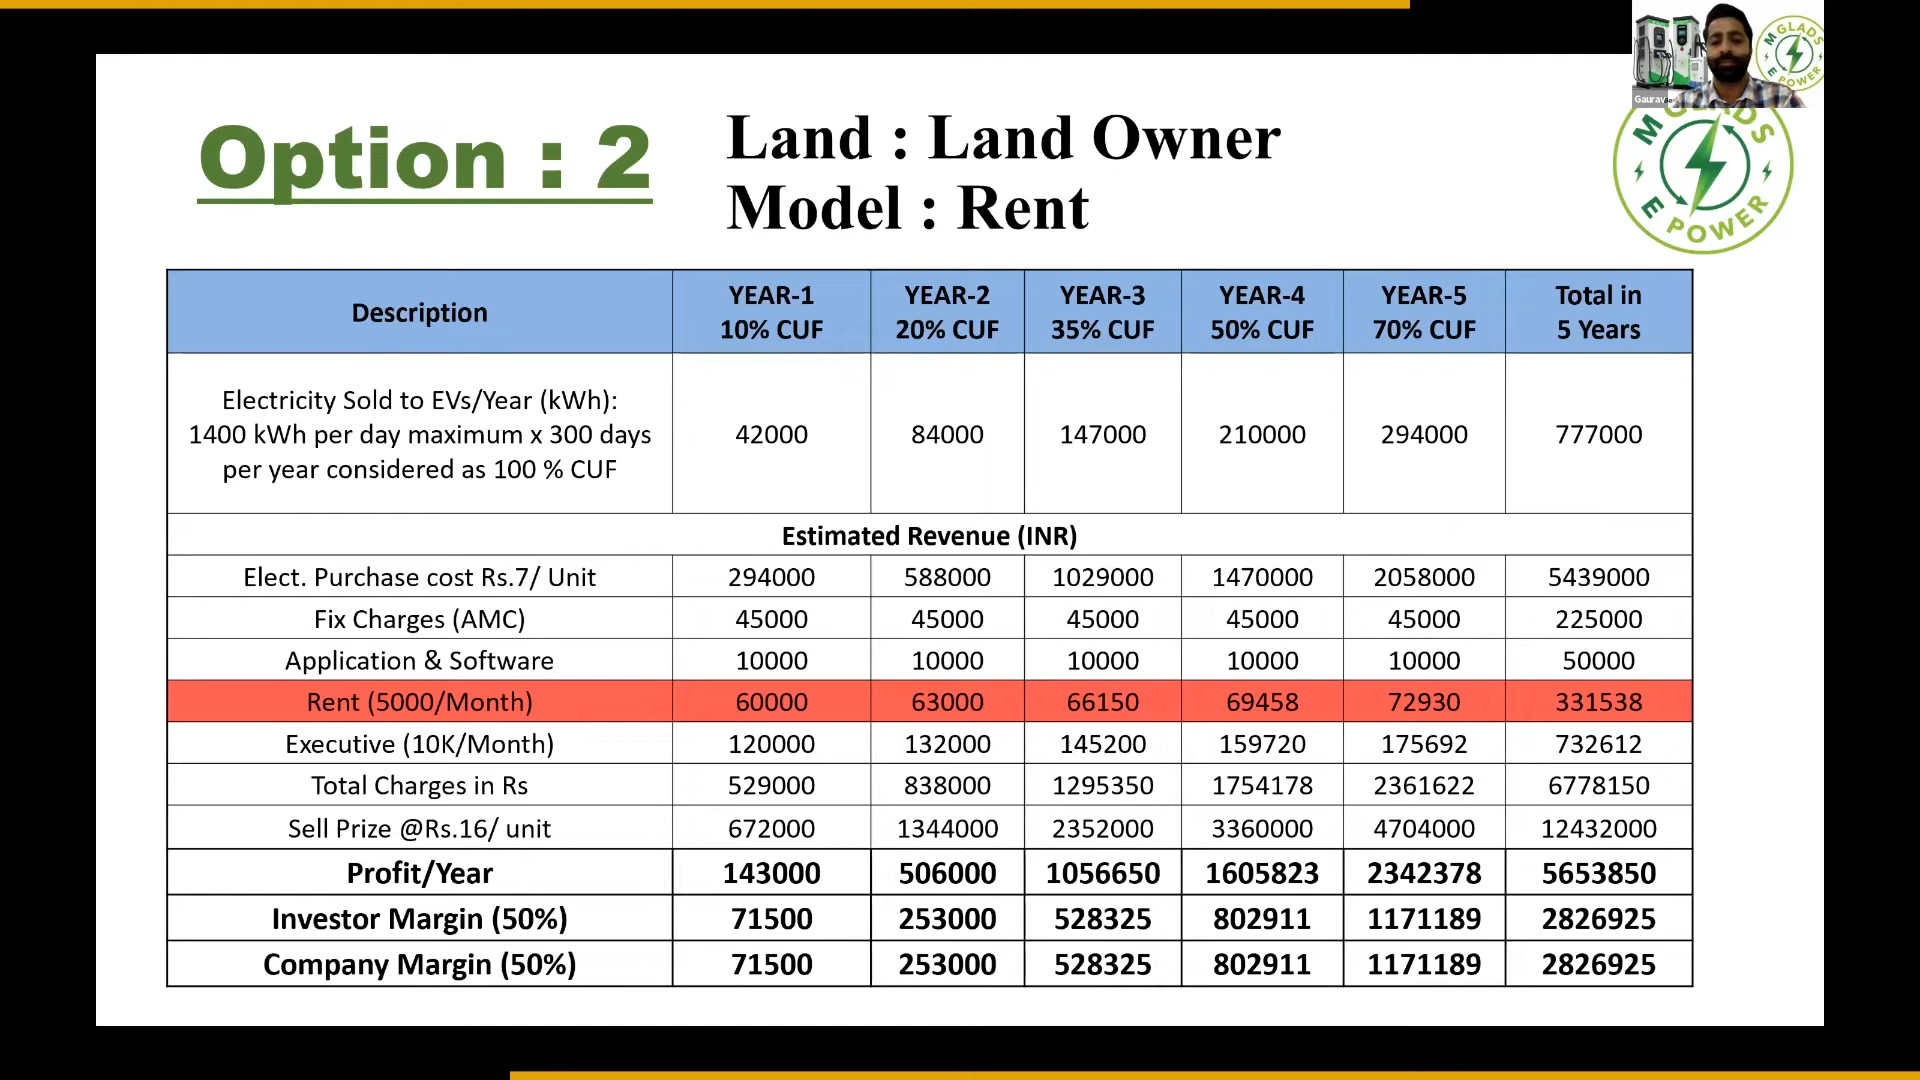 Gaurav
M GLADS
E POWER
M GLADS
E POWER
Option : 2
Land : Land Owner
Model : Rent
Description YEAR-1 10% CUF YEAR-2 20% CUF YEAR-3 35% CUF YEAR-4 50% CUF YEAR-5 70% CUF Total in 5 Years
Electricity Sold to EVs/Year (kWh):
1400 kWh per day maximum x 300 days
per year considered as 100 % CUF
42000 84000 147000 210000 294000 777000
Estimated Revenue (INR)
Elect. Purchase cost Rs.7/ Unit 294000 588000 1029000 1470000 2058000 5439000
Fix Charges (AMC) 45000 45000 45000 45000 45000 225000
Application & Software 10000 10000 10000 10000 10000 50000
Rent (5000/Month) 60000 63000 66150 69458 72930 331538
Executive (10K/Month) 120000 132000 145200 159720 175692 732612
Total Charges in Rs 529000 838000 1295350 1754178 2361622 6778150
Sell Prize @Rs.16/ unit 672000 1344000 2352000 3360000 4704000 12432000
Profit/Year 143000 506000 1056650 1605823 2342378 5653850
Investor Margin (50%) 71500 253000 528325 802911 1171189 2826925
Company Margin (50%) 71500 253000 528325 802911 1171189 2826925